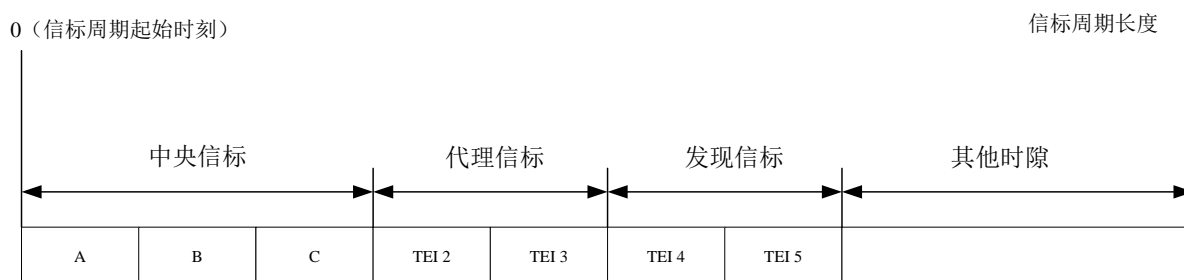 0（信标周期起始时刻）
信标周期长度
中央信标
代理信标
发现信标
其他时隙
A
B
C
TEI 2
TEI 3
TEI 4
TEI 5